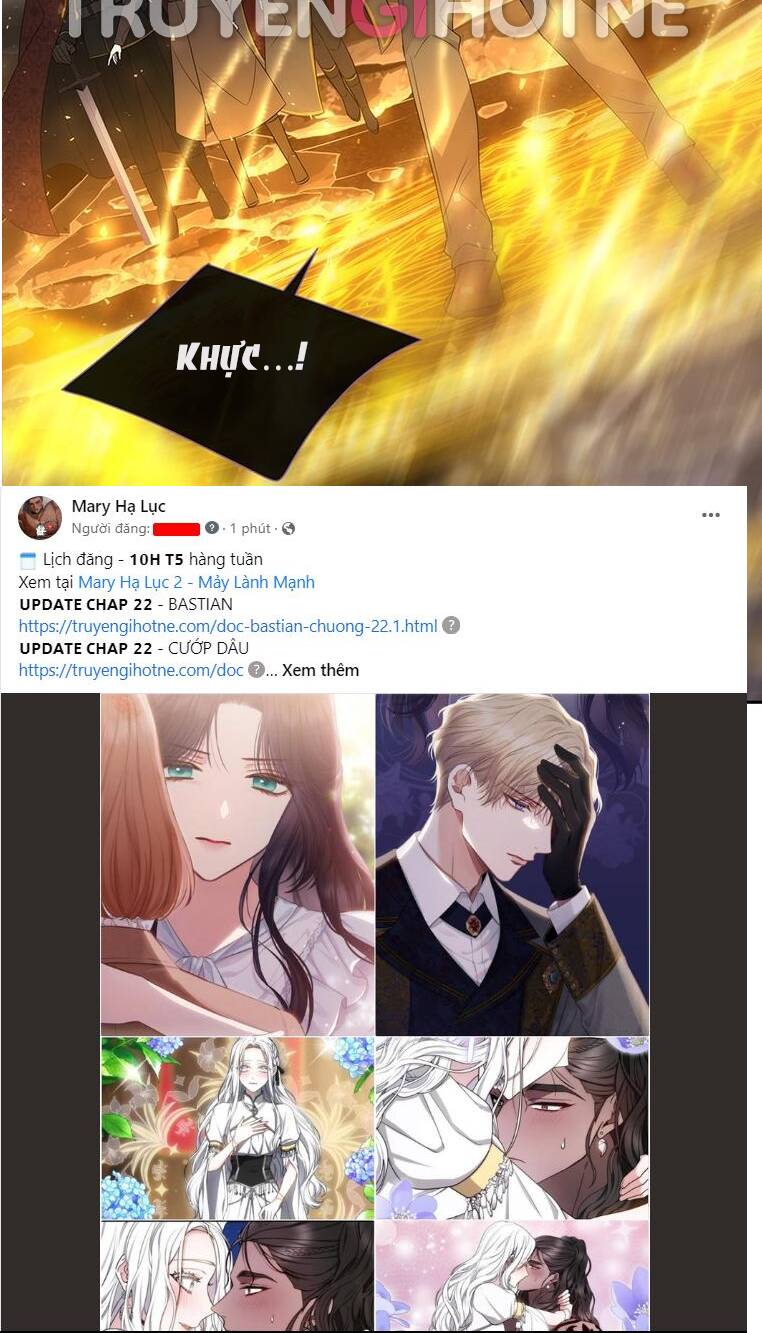 TRUYENGIHOTNE
KHỰC...!
Mary Hạ Lục
Người đăng: · 1 phút ·
Lịch đăng - 10H T5 hàng tuần
Xem tại Mary Hạ Lục 2 - Mảy Lành Mạnh
UPDATE CHAP 22 - BASTIAN
https://truyengihotne.com/doc-bastian-chuong-22.1.html
UPDATE CHAP 22 - CƯỚP DÂU
https://truyengihotne.com/doc ... Xem thêm